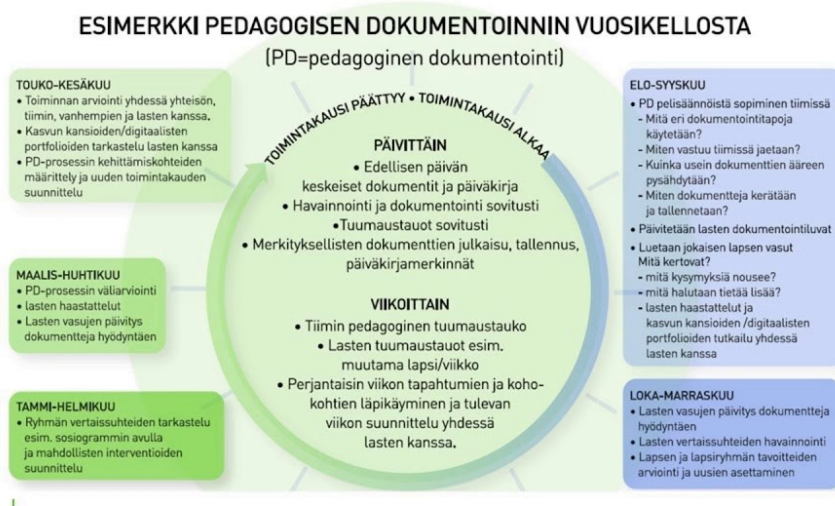 ESIMERKKI PEDAGOGISEN DOKUMENTOINNIN VUOSIKELLOSTA
(PD=pedagoginen dokumentointi)
TOUKO-KESÄKUU
• Toiminnan arviointi yhdessä yhteisön,
tiimin, vanhempien ja lasten kanssa.
• Kasvun kansioiden/digitaalisten
portfolioiden tarkastelu lasten kanssa
• PD-prosessin kehittämiskohteiden
määrittely ja uuden toimintakauden
suunnittelu
MAALIS-HUHTIKUU
• PD-prosessin väliarviointi
• lasten haastattelut
• Lasten vasujen päivitys
dokumentteja hyödyntäen
TAMMI-HELMIKUU
• Ryhmän vertaissuhteiden tarkastelu
esim. sosiogrammin avulla
ja mahdollisten interventioiden
suunnittelu
TOIMINTAKAUSI PÄÄTTYY • TOIMINTAKAUSI ALKAA
PÄIVITTÄIN
• Edellisen päivän
keskeiset dokumentit ja päiväkirja
• Havainnointi ja dokumentointi sovitusti
•Tuumaustauot sovitusti
• Merkityksellisten dokumenttien julkaisu, tallennus,
päiväkirjamerkinnät
VIIKOITTAIN
• Tiimin pedagoginen tuumaustauko
• Lasten tuumaustauot esim.
muutama lapsi/viikko
• Perjantaisin viikon tapahtumien ja koho-
kohtien läpikäyminen ja tulevan
viikon suunnittelu yhdessä
lasten kanssa.
ELO-SYYSKUU
• PD pelisäännöistä sopiminen tiimissä
- Mitä eri dokumentointitapoja
käytetään?
- Miten vastuu tiimissä jaetaan?
- Kuinka usein dokumenttien ääreen
pysähdytään?
- Miten dokumentteja kerätään
ja tallennetaan?
• Päivitetään lasten dokumentointiluvat
• Luetaan jokaisen lapsen vasut
Mitä kertovat?
- mitä kysymyksiä nousee?
- mitä halutaan tietää lisää?
- lasten haastattelut ja
kasvun kansioiden /digitaalisten
portfolioiden tutkailu yhdessä
lasten kanssa
LOKA-MARRASKUU
• Lasten vasujen päivitys dokumentteja
hyödyntäen
• Lasten vertaissuhteiden havainnointi
• Lapsen ja lapsiryhmän tavoitteiden
arviointi ja uusien asettaminen